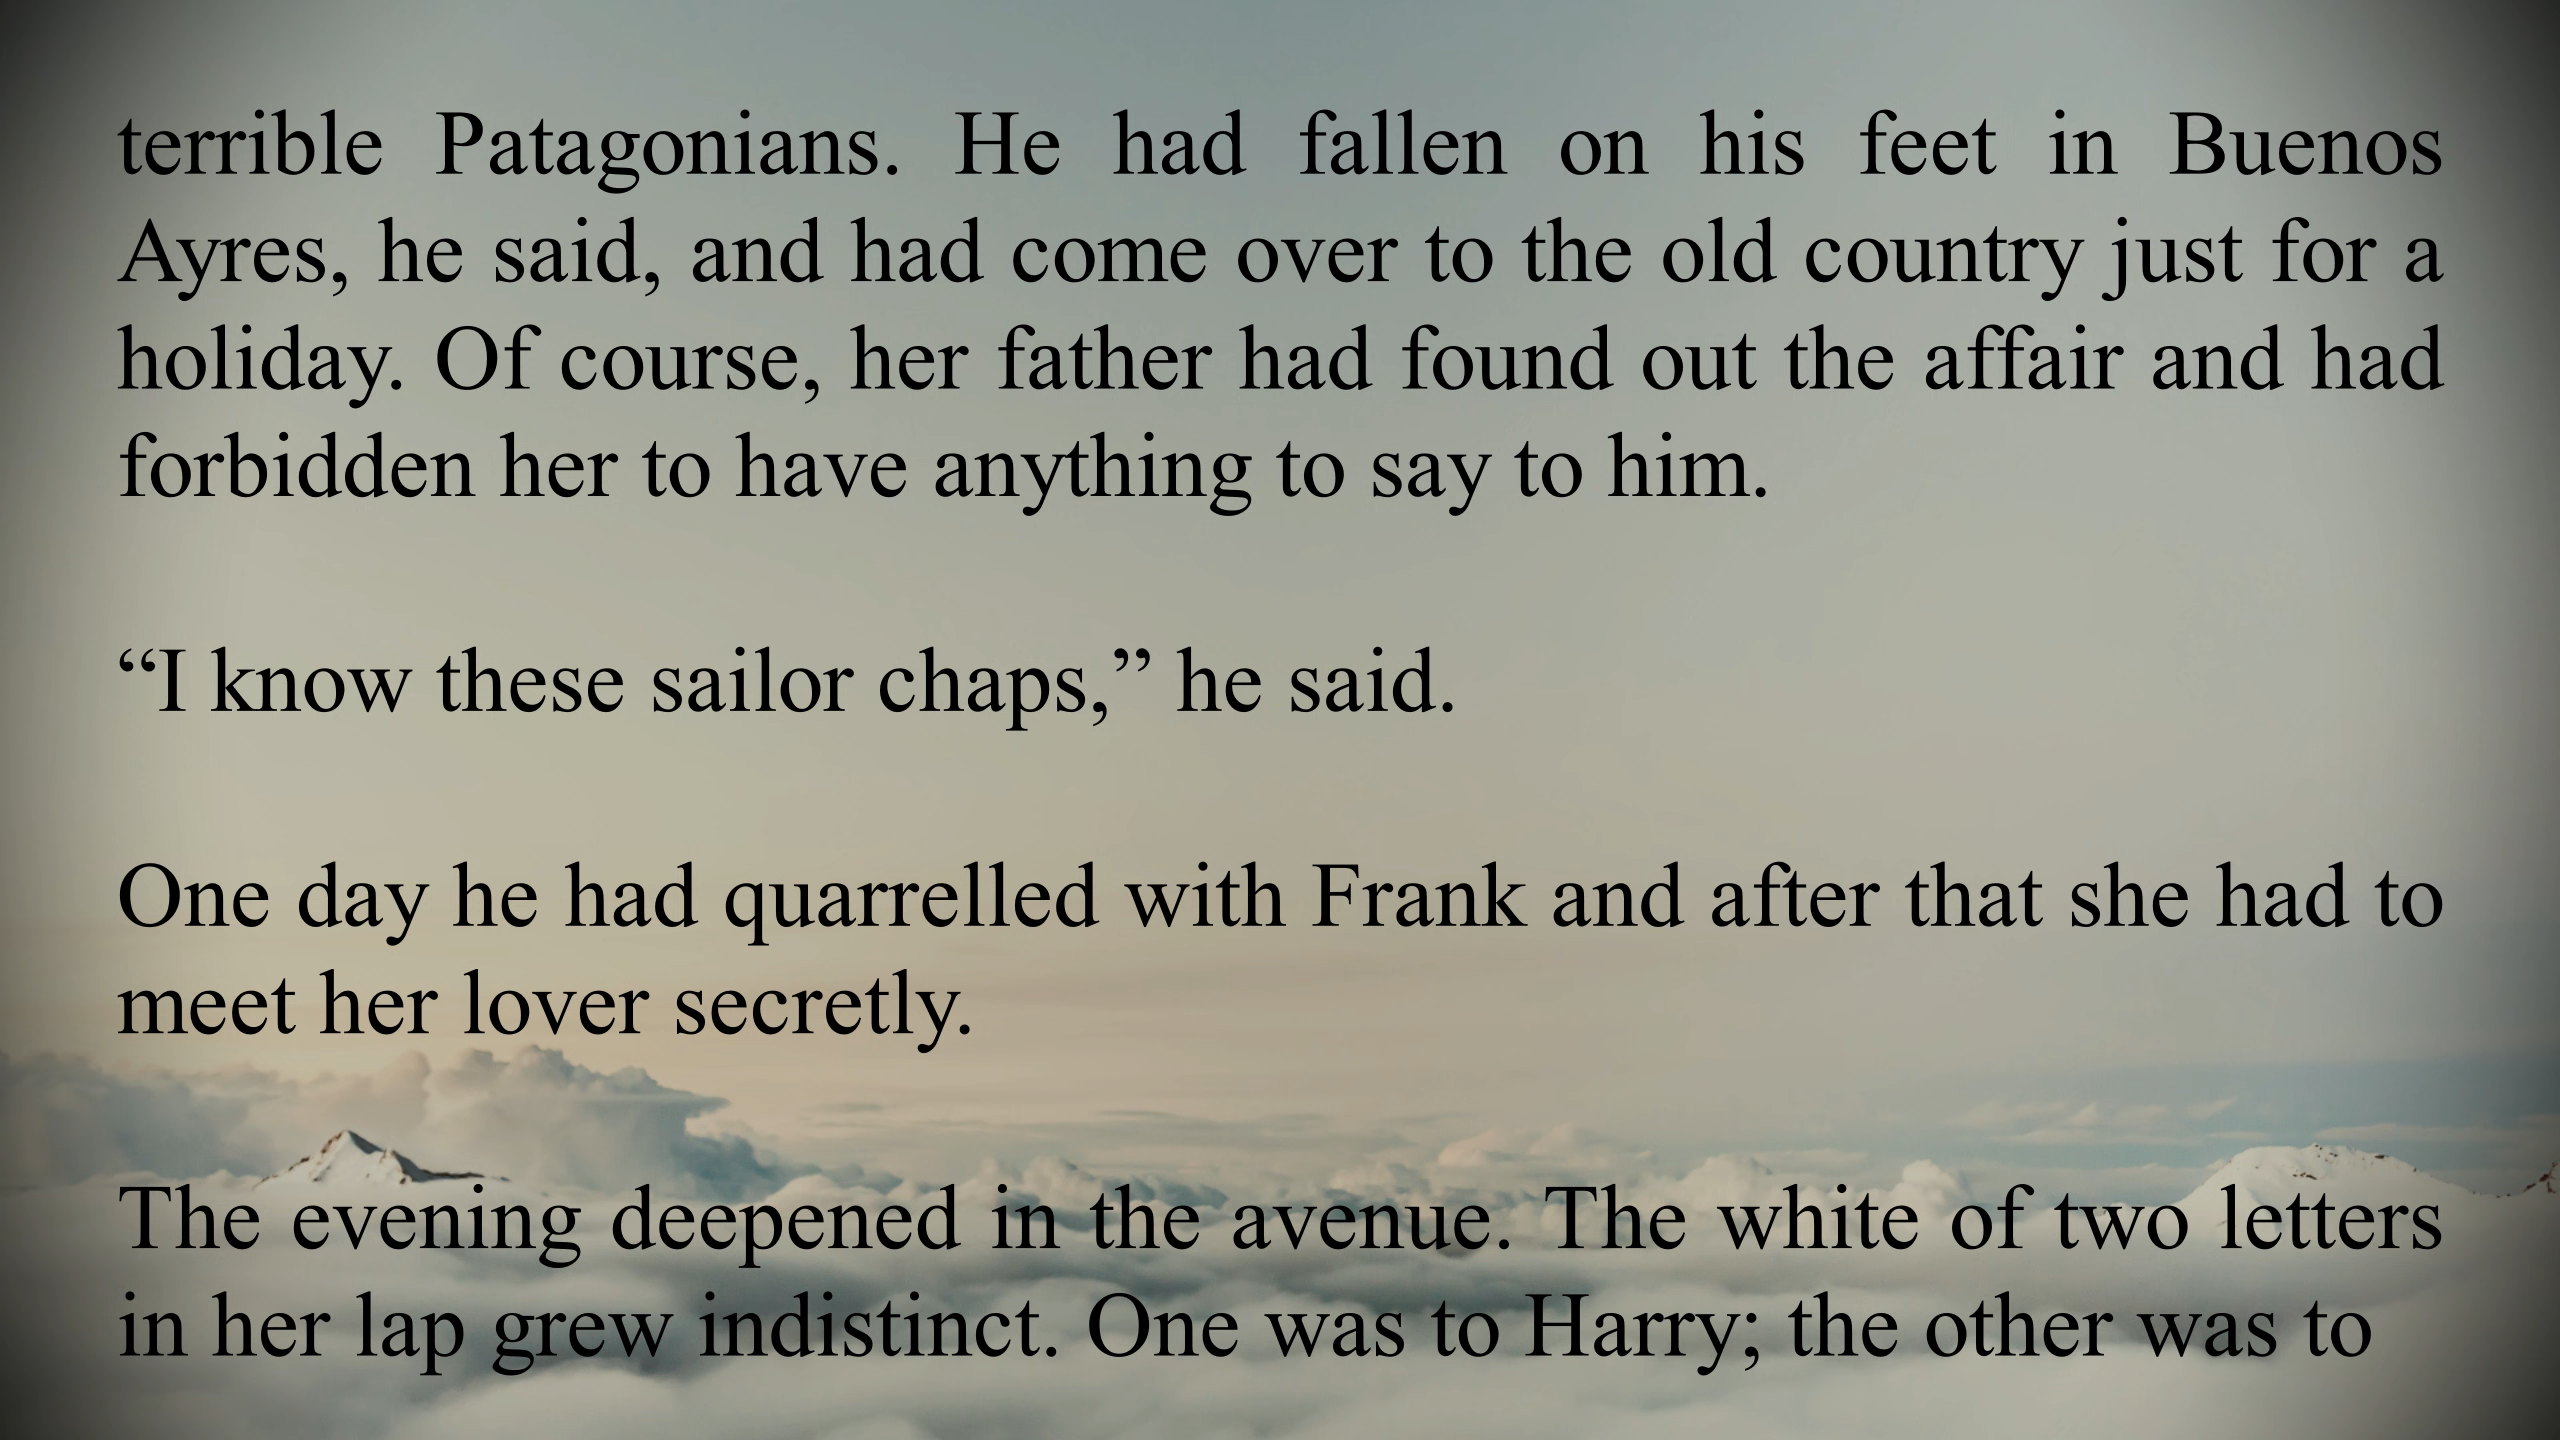 terrible Patagonians. He had fallen on his feet in Buenos
Ayres, he said, and had come over to the old country just for a
holiday. Of course, her father had found out the affair and had
forbidden her to have anything to say to him.
“I know these sailor chaps,” he said.
One day he had quarrelled with Frank and after that she had to
meet her lover secretly.
The evening deepened in the avenue. The white of two letters
in her lap grew indistinct. One was to Harry; the other was to